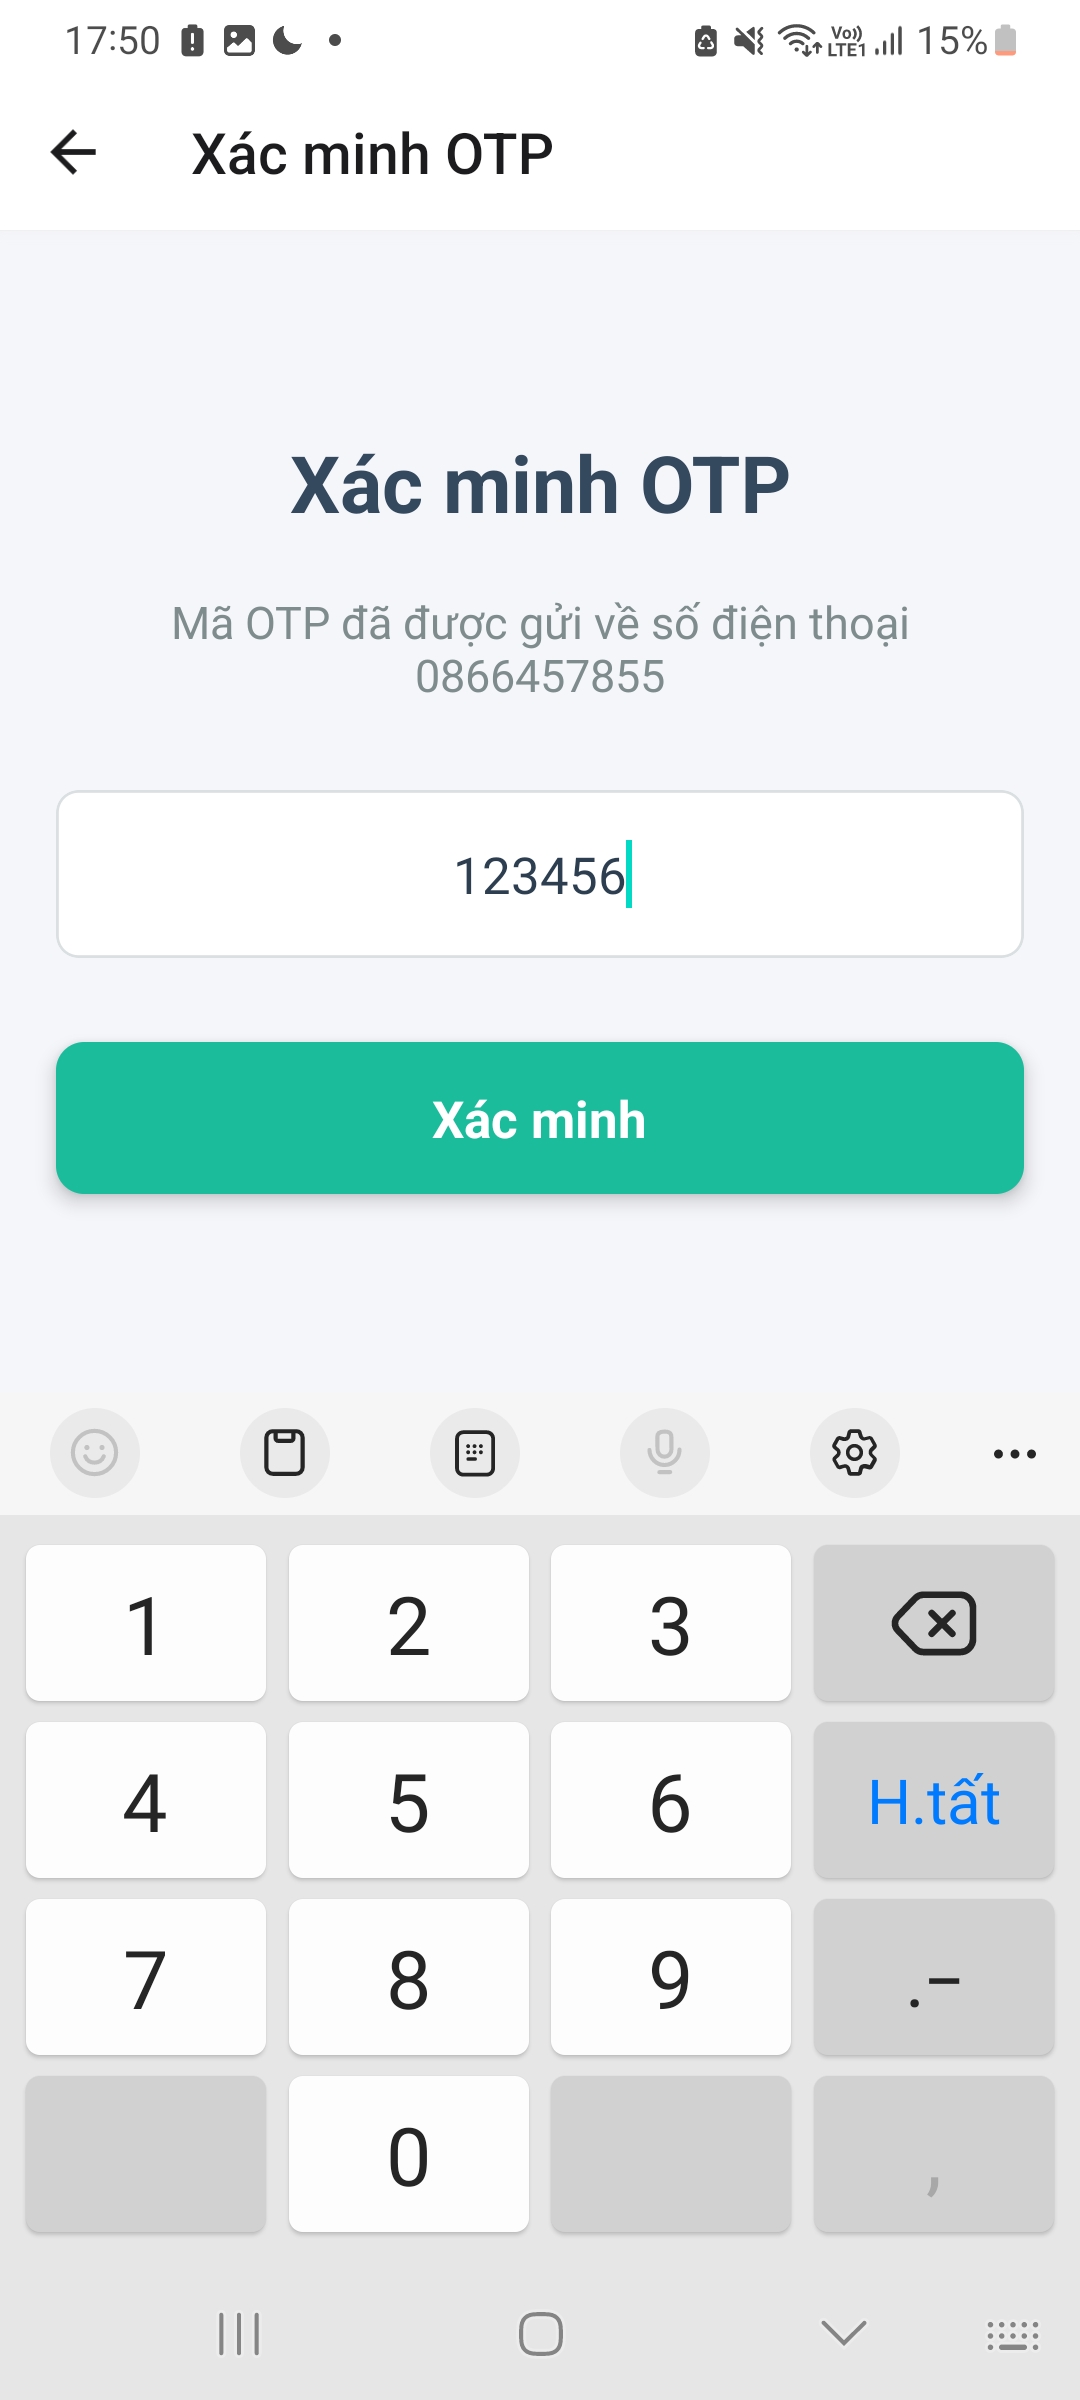 17:50
Vo)) LTE1 15%
Xác minh OTP
Xác minh OTP
Mã OTP đã được gửi về số điện thoại
0866457855
123456
Xác minh
1 2 3
4 5 6 H.tất
7 8 9 .-
0 ,